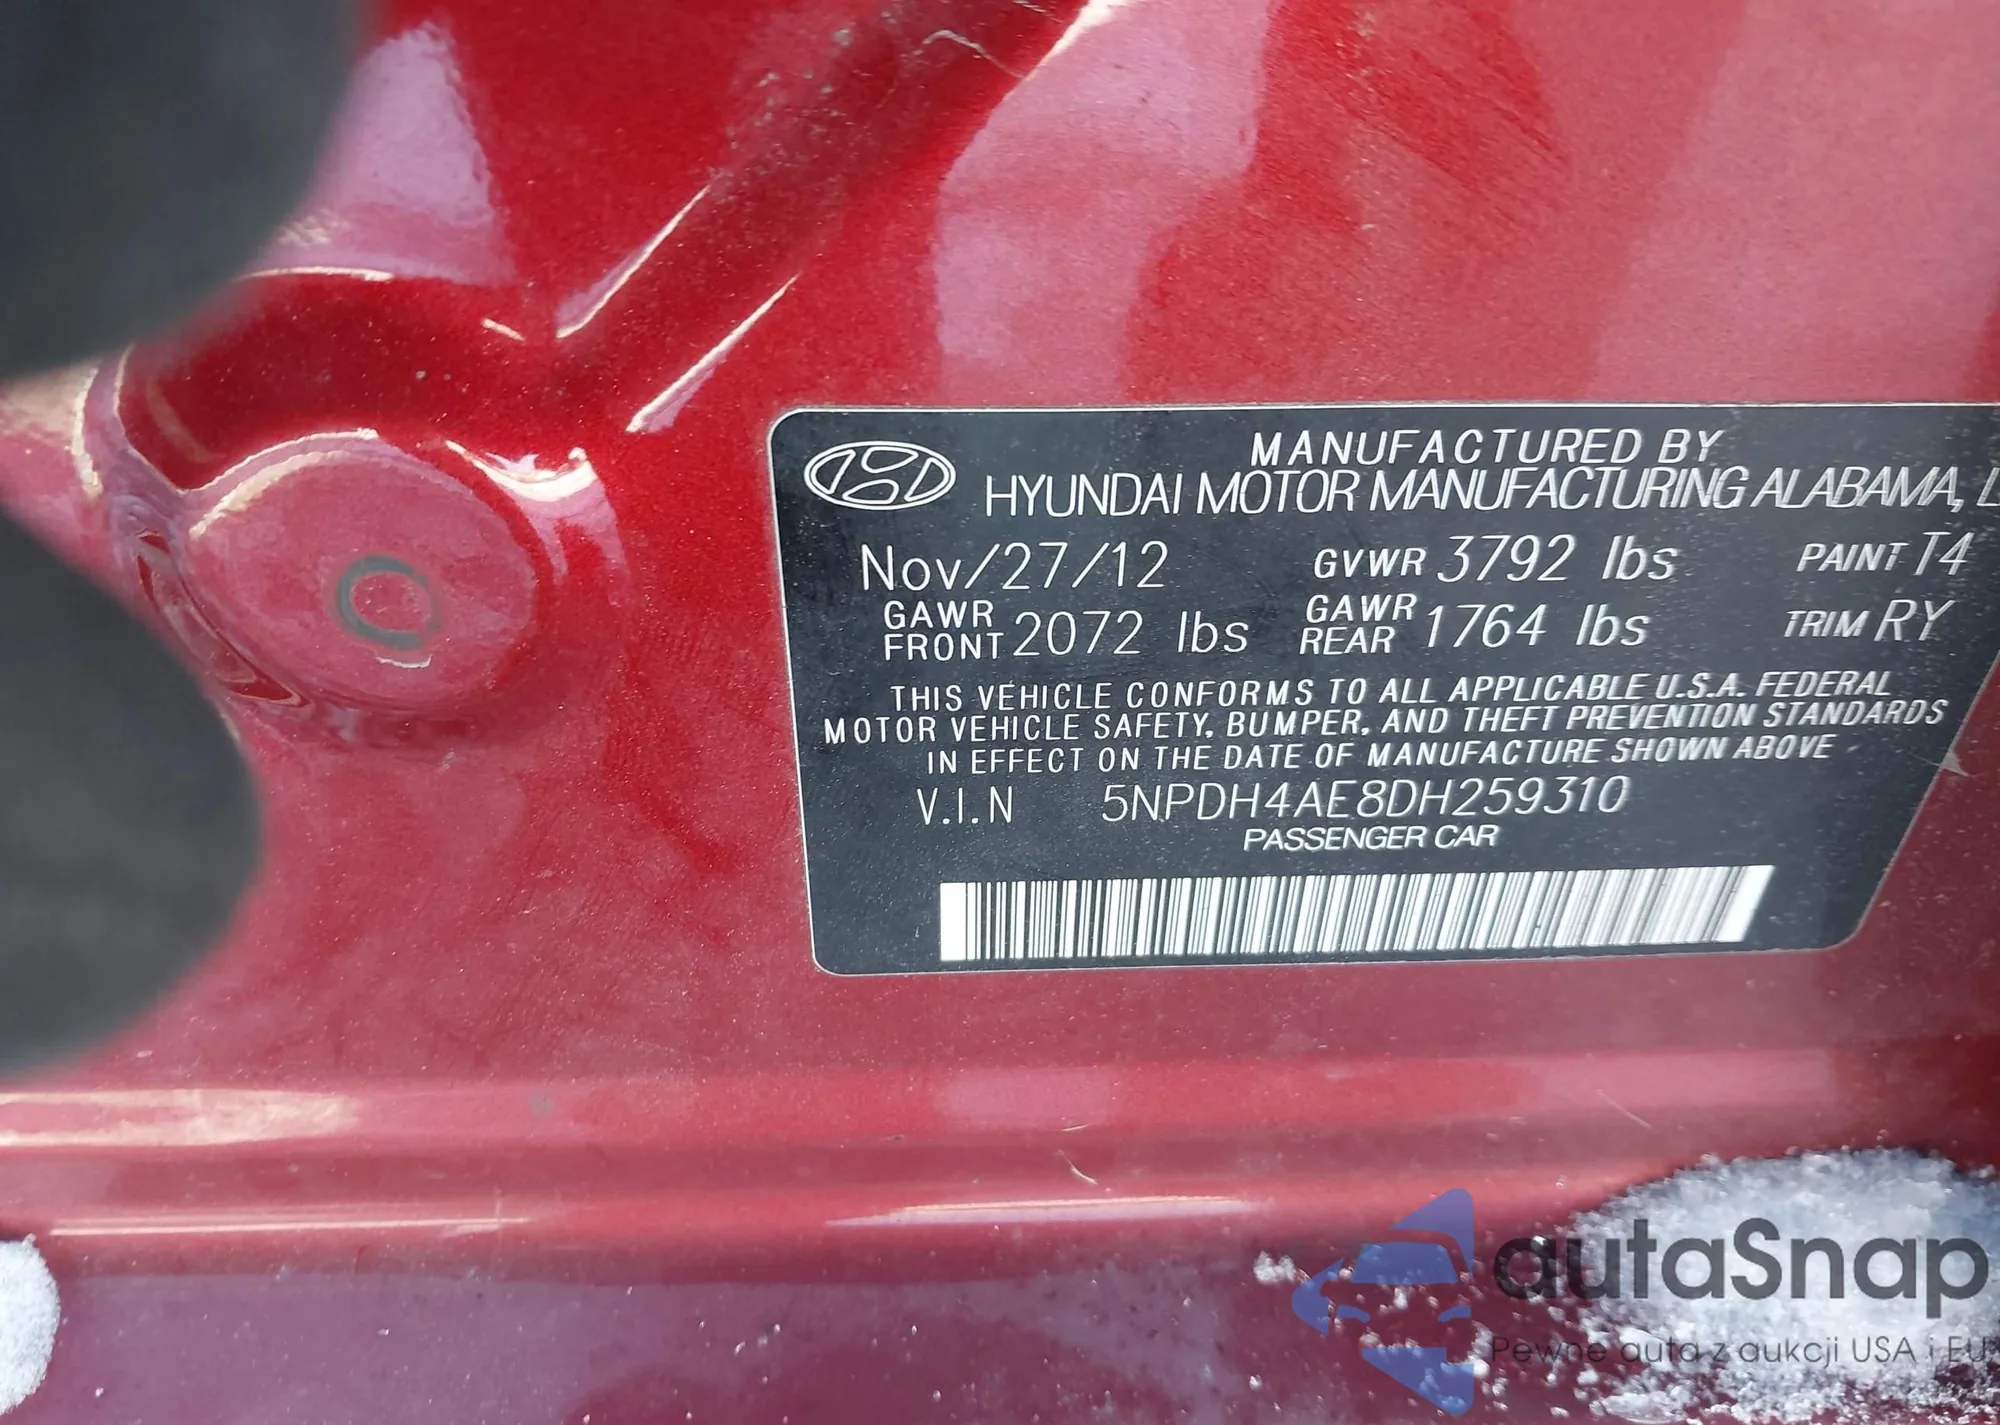 MANUFACTURED BY
HYUNDAI MOTOR MANUFACTURING ALABAMA, L
Nov/27/12 GVWR 3792 lbs PAINT T4
GAWR FRONT 2072 lbs GAWR REAR 1764 lbs TRIM RY
THIS VEHICLE CONFORMS TO ALL APPLICABLE U.S.A. FEDERAL
MOTOR VEHICLE SAFETY, BUMPER, AND THEFT PREVENTION STANDARDS
IN EFFECT ON THE DATE OF MANUFACTURE SHOWN ABOVE
V.I.N 5NPDH4AE8DH259310
PASSENGER CAR
autaSnap
Pewne auta z aukcji USA i EU